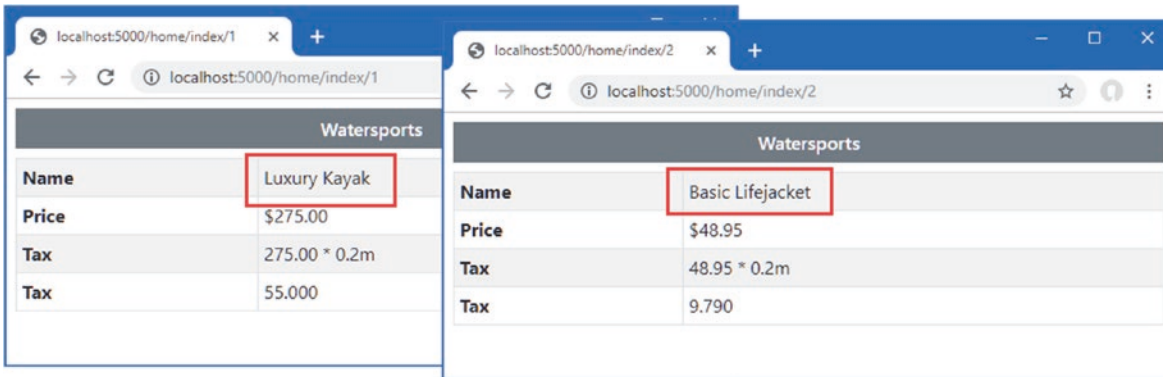 localhost:5000/home/index/1
localhost:5000/home/index/1
Watersports
Name Luxury Kayak
Price $275.00
Tax 275.00 * 0.2m
Tax 55.000
localhost:5000/home/index/2
localhost:5000/home/index/2
Watersports
Name Basic Lifejacket
Price $48.95
Tax 48.95 * 0.2m
Tax 9.790